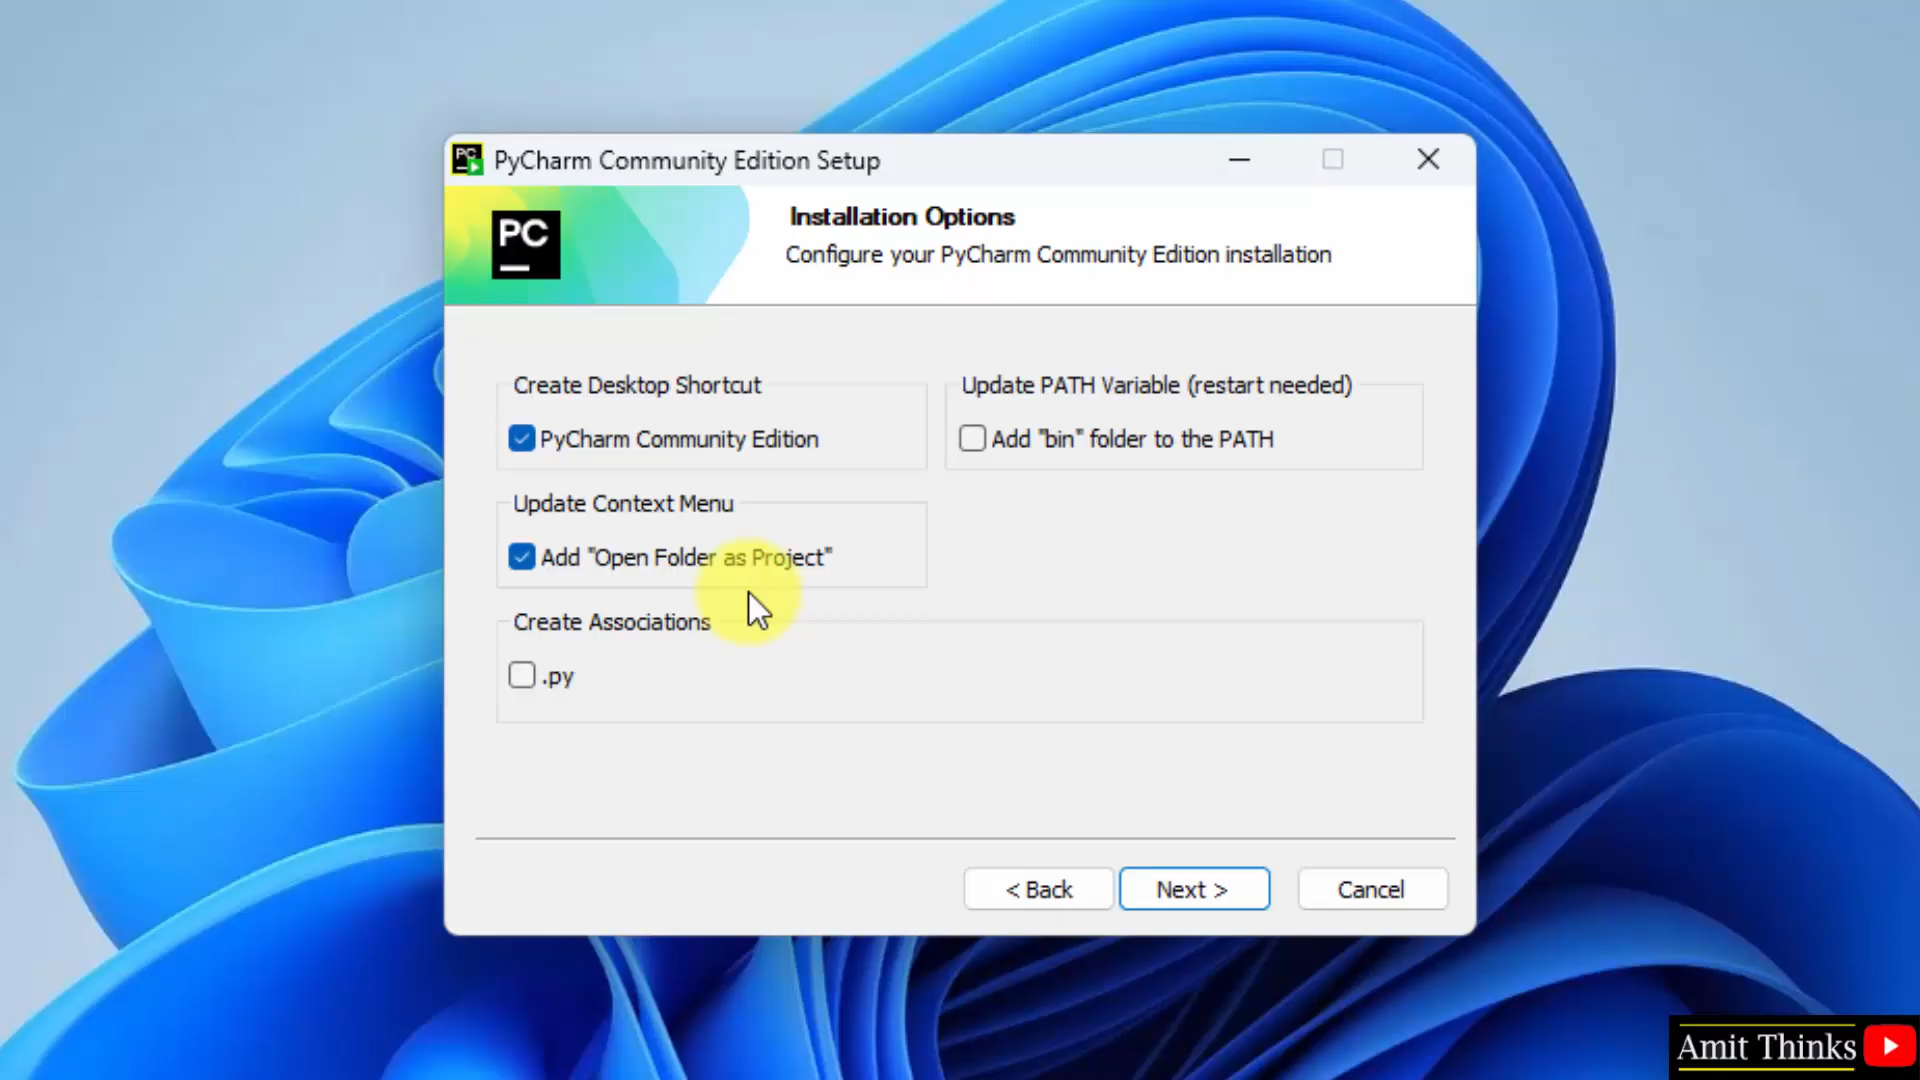 PyCharm Community Edition Setup
PC
Installation Options
Configure your PyCharm Community Edition installation
Create Desktop Shortcut
PyCharm Community Edition
Update PATH Variable (restart needed)
Add "bin" folder to the PATH
Update Context Menu
Add "Open Folder as Project"
Create Associations
.py
< Back
Next >
Cancel
Amit Thinks